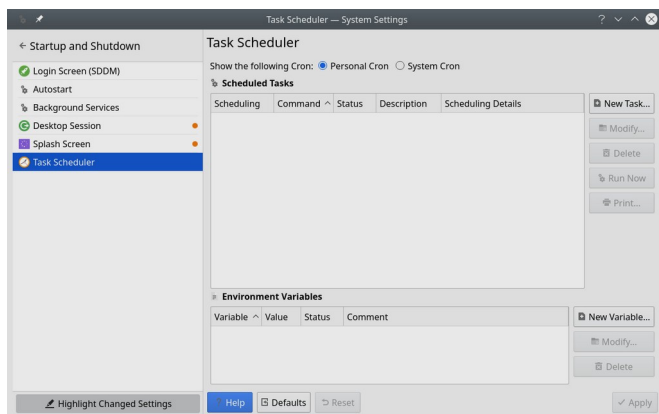 Task Scheduler — System Settings
Startup and Shutdown
Login Screen (SDDM)
Autostart
Background Services
Desktop Session
Splash Screen
Task Scheduler
Highlight Changed Settings
Task Scheduler
Show the following Cron: Personal Cron System Cron
Scheduled Tasks
Scheduling Command Status Description Scheduling Details
New Task...
Modify...
Delete
Run Now
Print...
Environment Variables
Variable Value Status Comment
New Variable...
Modify...
Delete
Help Defaults Reset Apply